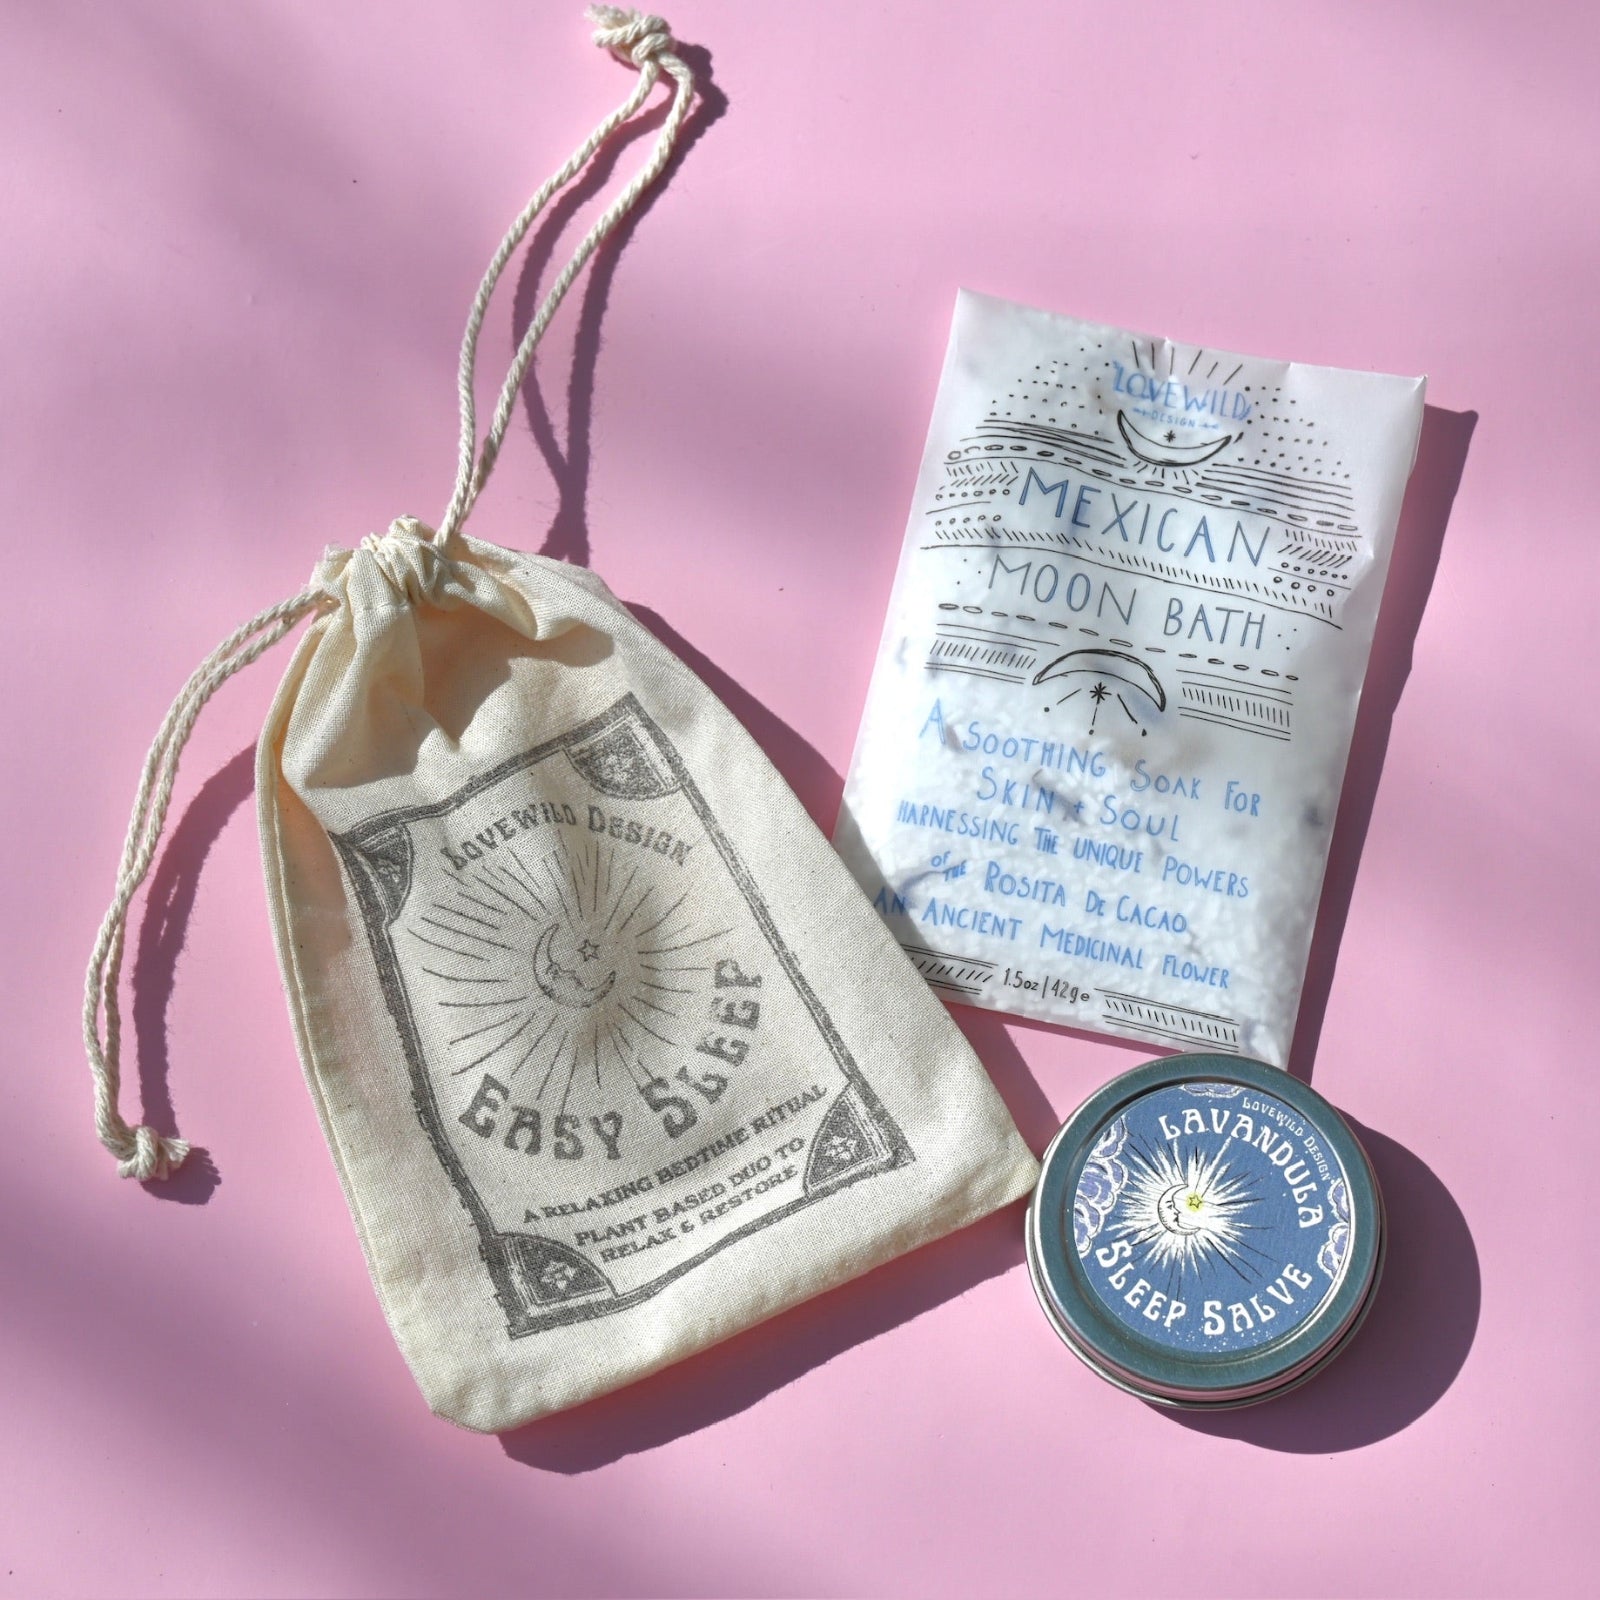 LOVEWILD DESIGN
EASY SLEEP
A RELAXING BEDTIME RITUAL
PLANT BASED DUO TO
RELAX & RESTORE
LOVEWILD
DESIGN
MEXICAN
MOON BATH
A SOOTHING SOAK FOR
SKIN + SOUL
HARNESSING THE UNIQUE POWERS
OF THE ROSITA DE CACAO
AN ANCIENT MEDICINAL FLOWER
1.5oz | 42g e
LOVEWILD DESIGN
LAVANDULA
SLEEP SALVE